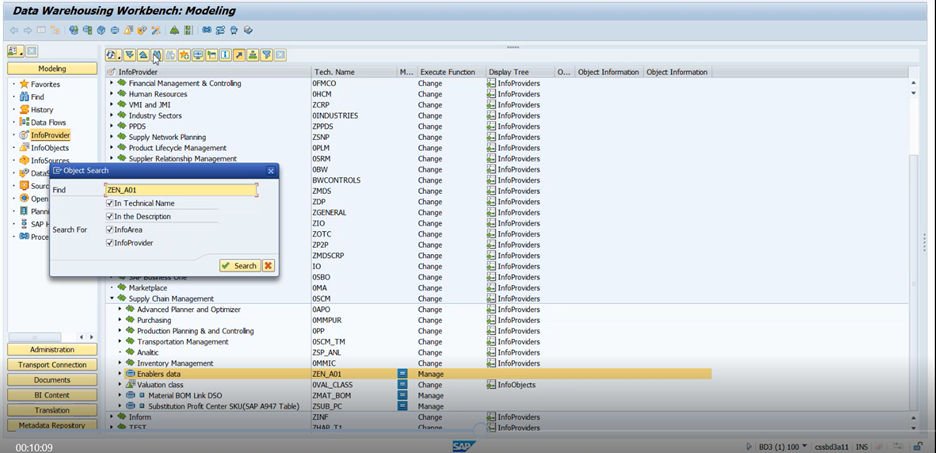 Data Warehousing Workbench: Modeling
Modeling
Favorites
Find
History
Data Flows
InfoProvider
InfoObjects
InfoSources
DataS
Sourc
Open
Plannin
SAP H
Proce
Administration
Transport Connection
Documents
BI Content
Translation
Metadata Repository
InfoProvider Tech. Name M... Execute Function Display Tree O... Object Information Object Information
Financial Management & Controlling 0FMCO Change InfoProviders
Human Resources 0HCM Change InfoProviders
VMI and JMI ZCRP Change InfoProviders
Industry Sectors 0INDUSTRIES Change InfoProviders
PPDS ZPPDS Change InfoProviders
Supply Network Planning ZSNP Change InfoProviders
Product Lifecycle Management 0PLM Change InfoProviders
Supplier Relationship Management 0SRM Change InfoProviders
0BW Change InfoProviders
BWCONTROLS Change InfoProviders
ZMDS Change InfoProviders
ZDP Change InfoProviders
ZGENERAL Change InfoProviders
ZIO Change InfoProviders
ZOTC Change InfoProviders
ZP2P Change InfoProviders
ZMDSCRP Change InfoProviders
IO Change InfoProviders
SAP Business One 0SBO Change InfoProviders
Marketplace 0MA Change InfoProviders
Supply Chain Management 0SCM Change InfoProviders
Advanced Planner and Optimizer 0APO Change InfoProviders
Purchasing 0MMPUR Change InfoProviders
Production Planning & and Controlling 0PP Change InfoProviders
Transportation Management 0SCM_TM Change InfoProviders
Analitic ZSP_ANL Change InfoProviders
Inventory Management 0MMIC Change InfoProviders
Enablers data ZEN_A01 Manage
Valuation class 0VAL_CLASS Change InfoObjects
Material BOM Link DSO ZMAT_BOM Manage
Substitution Profit Center SKU(SAP A947 Table) ZSUB_PC Manage
Inform ZINF Change InfoProviders
TEST ZHAP_T1 Change InfoProviders
Object Search
Find ZEN_A01
In Technical Name
In the Description
Search For InfoArea
InfoProvider
Search
00:10:09
SAP
BD3 (1) 100 cssbd3a11 INS